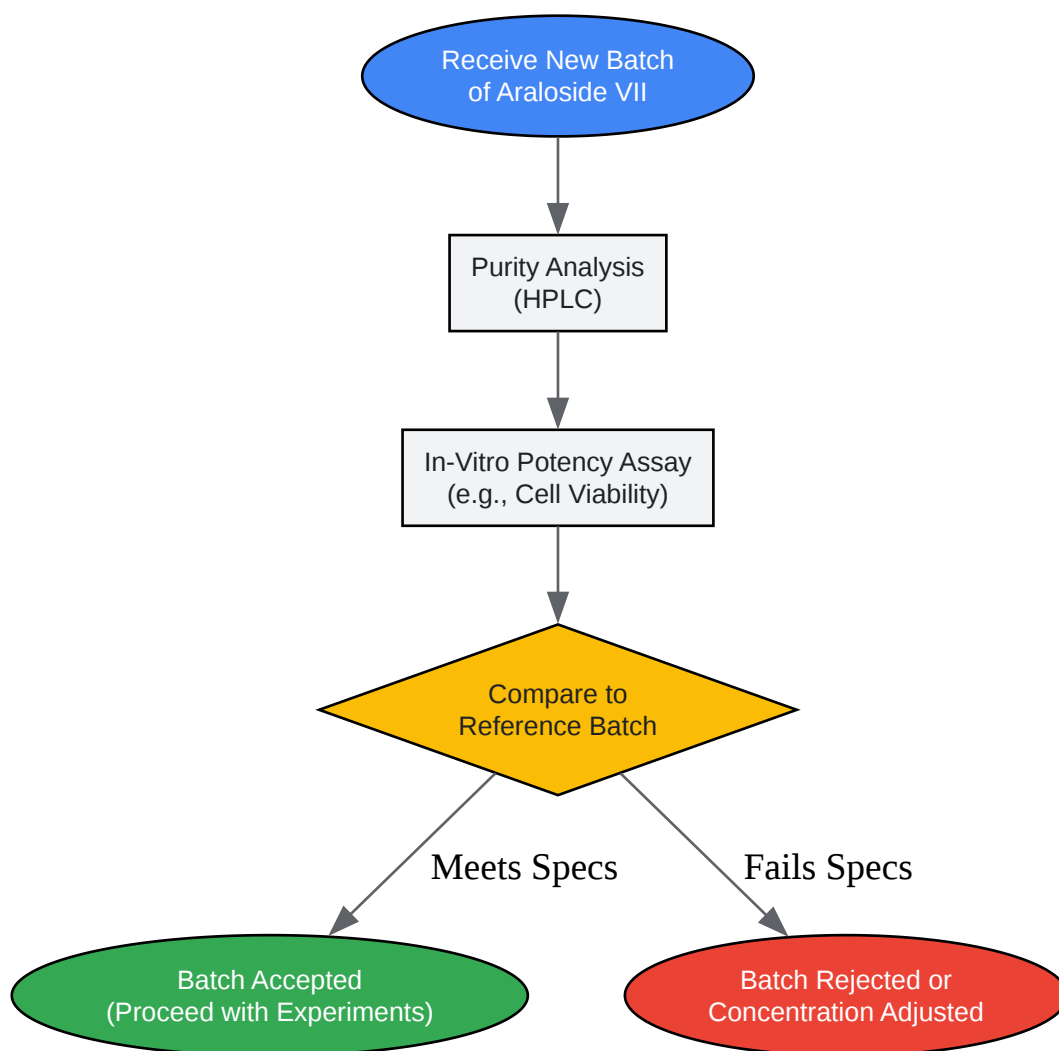 Receive New Batch
of Araloside VII
Purity Analysis
(HPLC)
In-Vitro Potency Assay
(e.g., Cell Viability)
Compare to
Reference Batch
Meets Specs
Fails Specs
Batch Accepted
(Proceed with Experiments)
Batch Rejected or
Concentration Adjusted